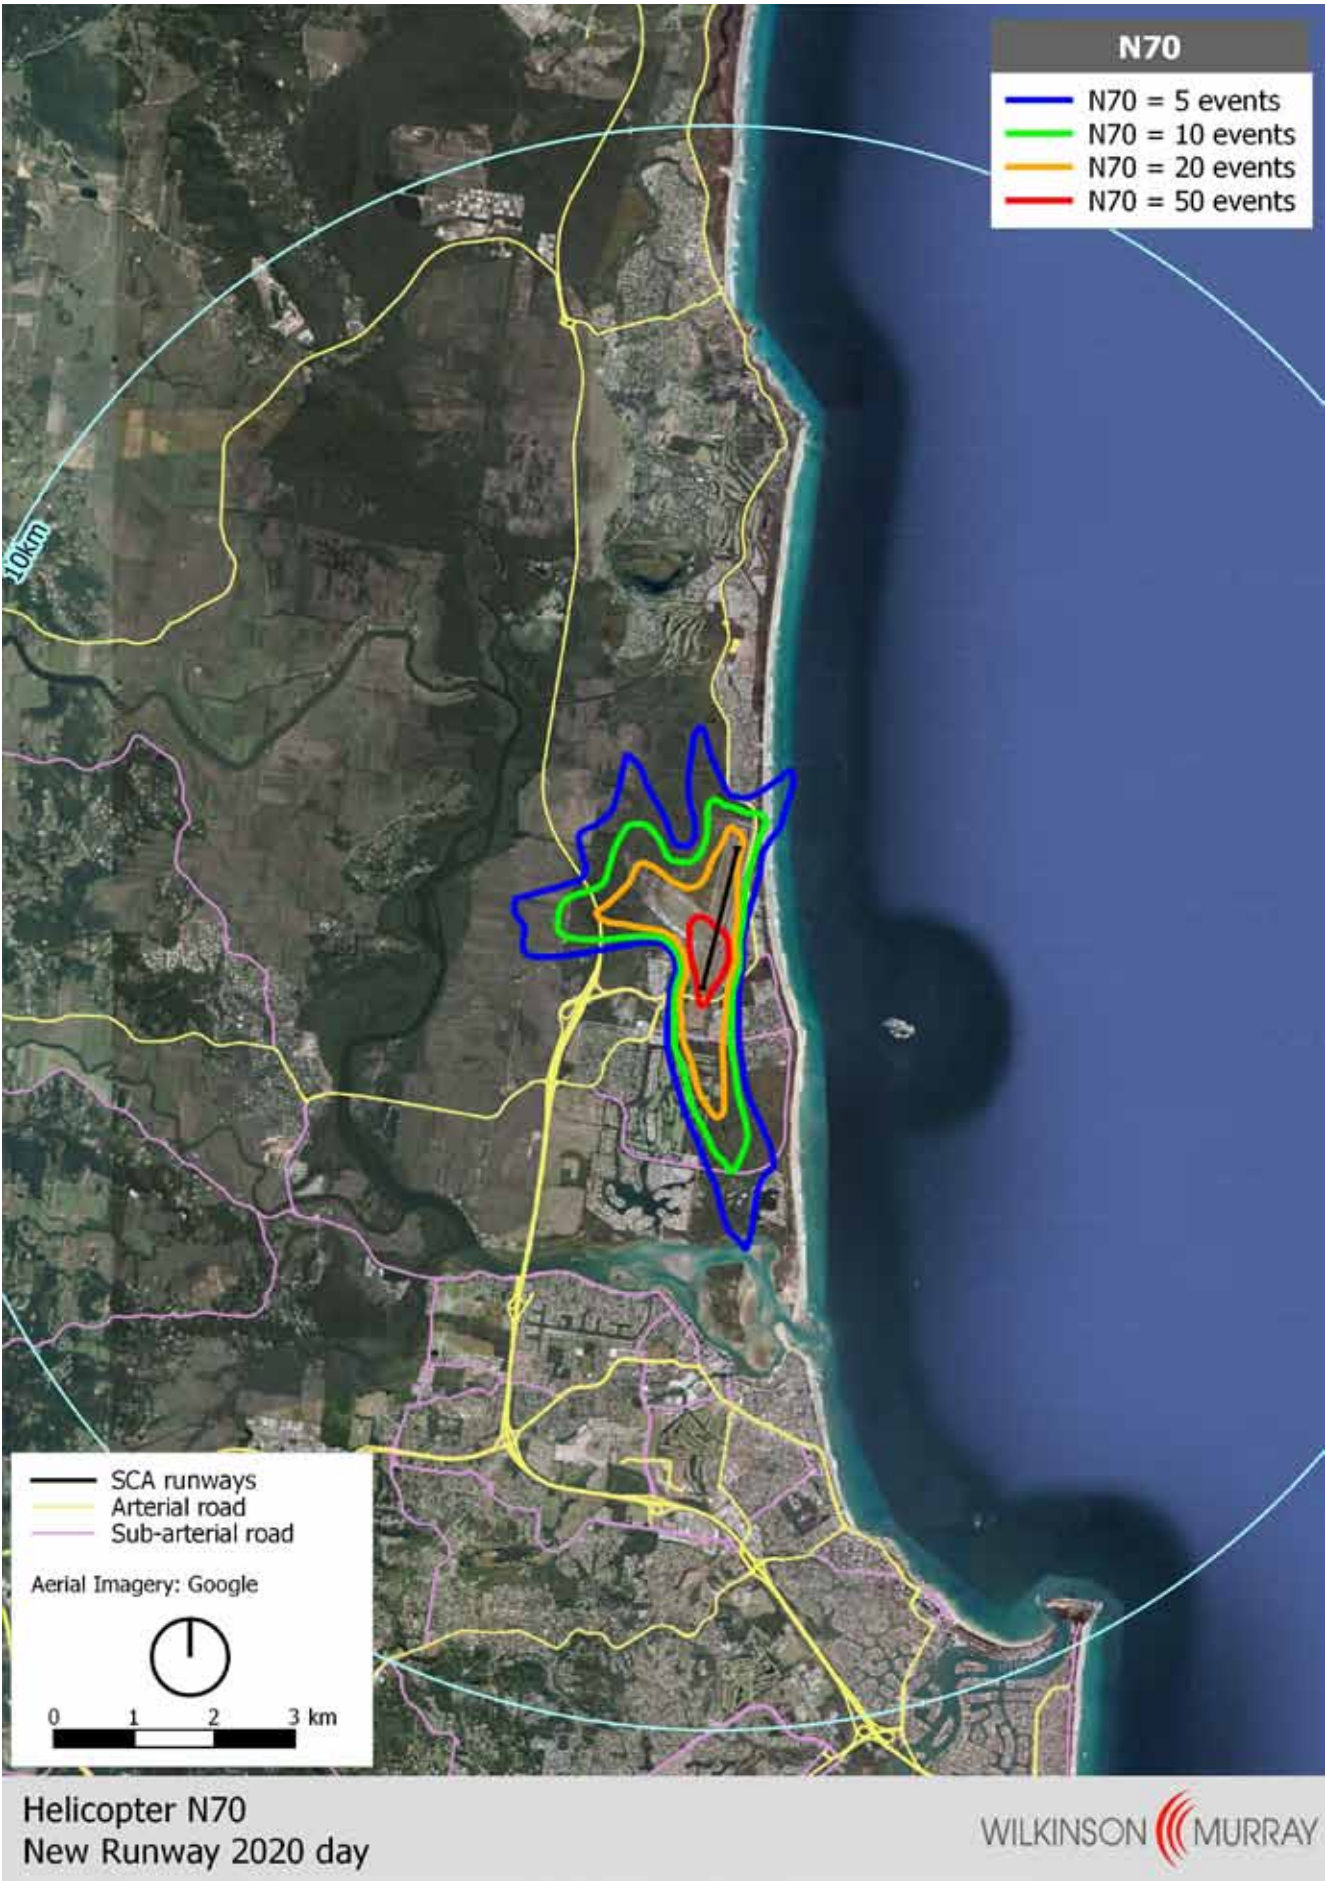 N70
N70 = 5 events
N70 = 10 events
N70 = 20 events
N70 = 50 events
10km
SCA runways
Arterial road
Sub-arterial road
Aerial Imagery: Google
0 1 2 3 km
Helicopter N70
New Runway 2020 day
WILKINSON MURRAY